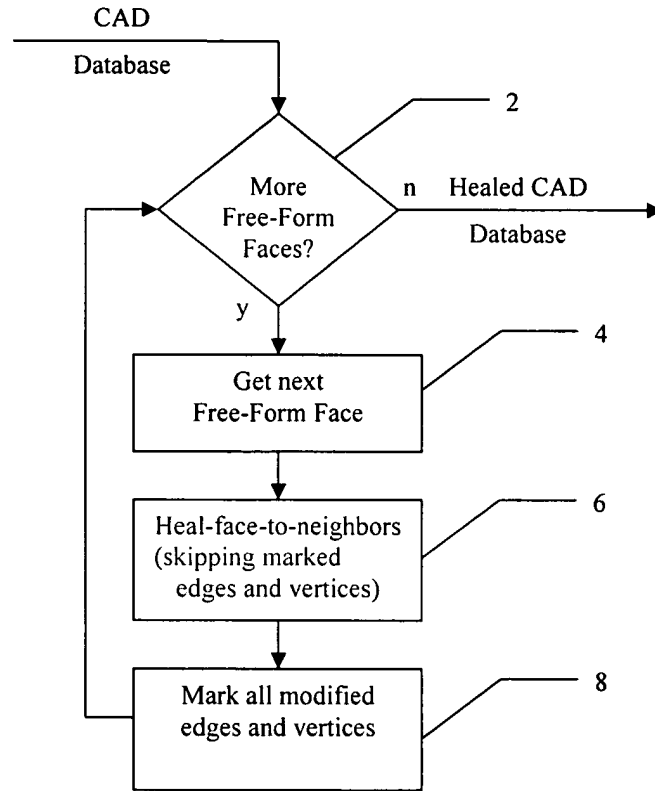 CAD
Database
2
More
Free-Form
Faces?
n
Healed CAD
Database
y
4
Get next
Free-Form Face
6
Heal-face-to-neighbors
(skipping marked
edges and vertices)
8
Mark all modified
edges and vertices